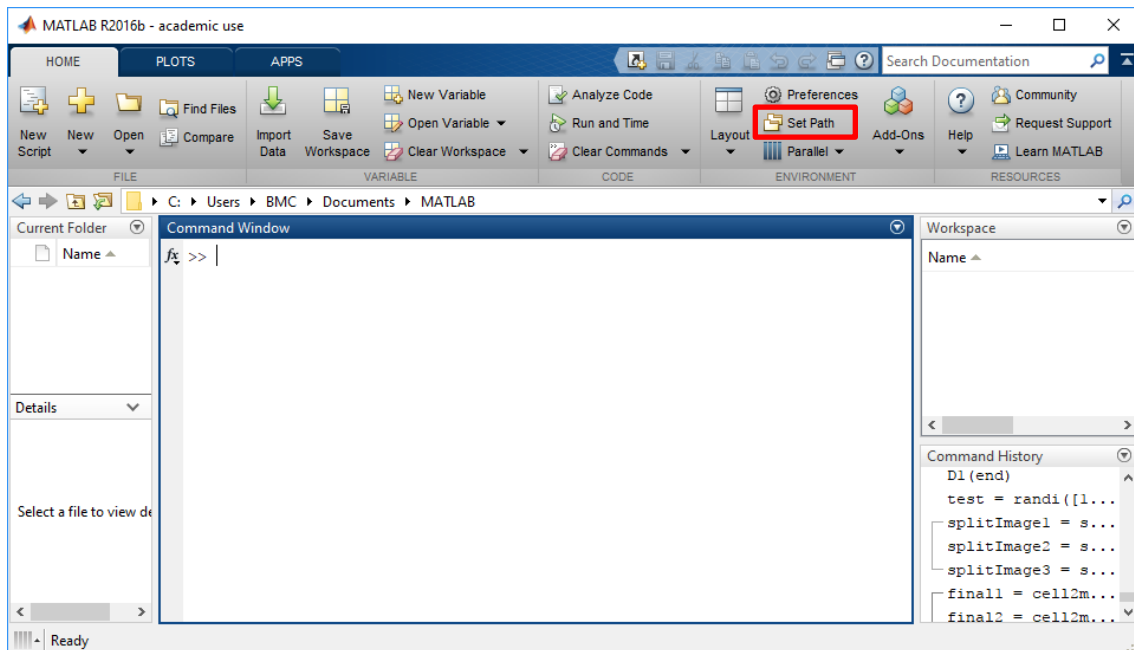 MATLAB R2016b - academic use
HOME PLOTS APPS
Search Documentation
New Script
New
Open
Find Files
Compare
FILE
Import Data
Save Workspace
New Variable
Open Variable
Clear Workspace
VARIABLE
Analyze Code
Run and Time
Clear Commands
CODE
Layout
Preferences
Set Path
Parallel
Add-Ons
ENVIRONMENT
Help
Community
Request Support
Learn MATLAB
RESOURCES
C: Users BMC Documents MATLAB
Current Folder
Name
Details
Select a file to view de
Command Window
fx >>
Workspace
Name
Command History
D1(end)
test = randi([1...
splitImage1 = s...
splitImage2 = s...
splitImage3 = s...
final1 = cell2m...
final2 = cell2m...
Ready